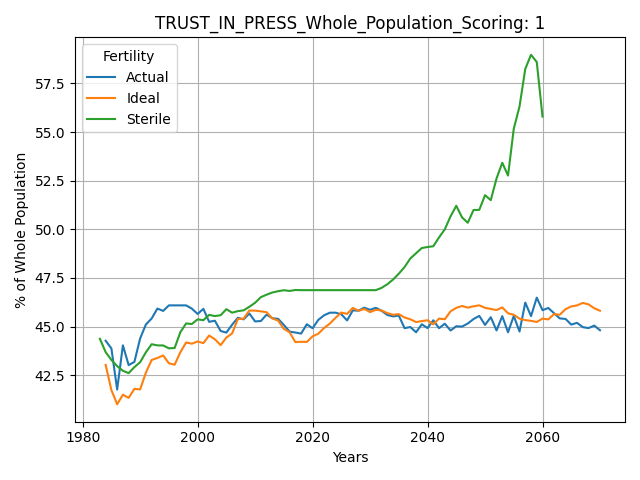 TRUST_IN_PRESS_Whole_Population_Scoring: 1
Fertility
Actual
Ideal
Sterile
% of Whole Population
57.5
55.0
52.5
50.0
47.5
45.0
42.5
1980 2000 2020 2040 2060
Years